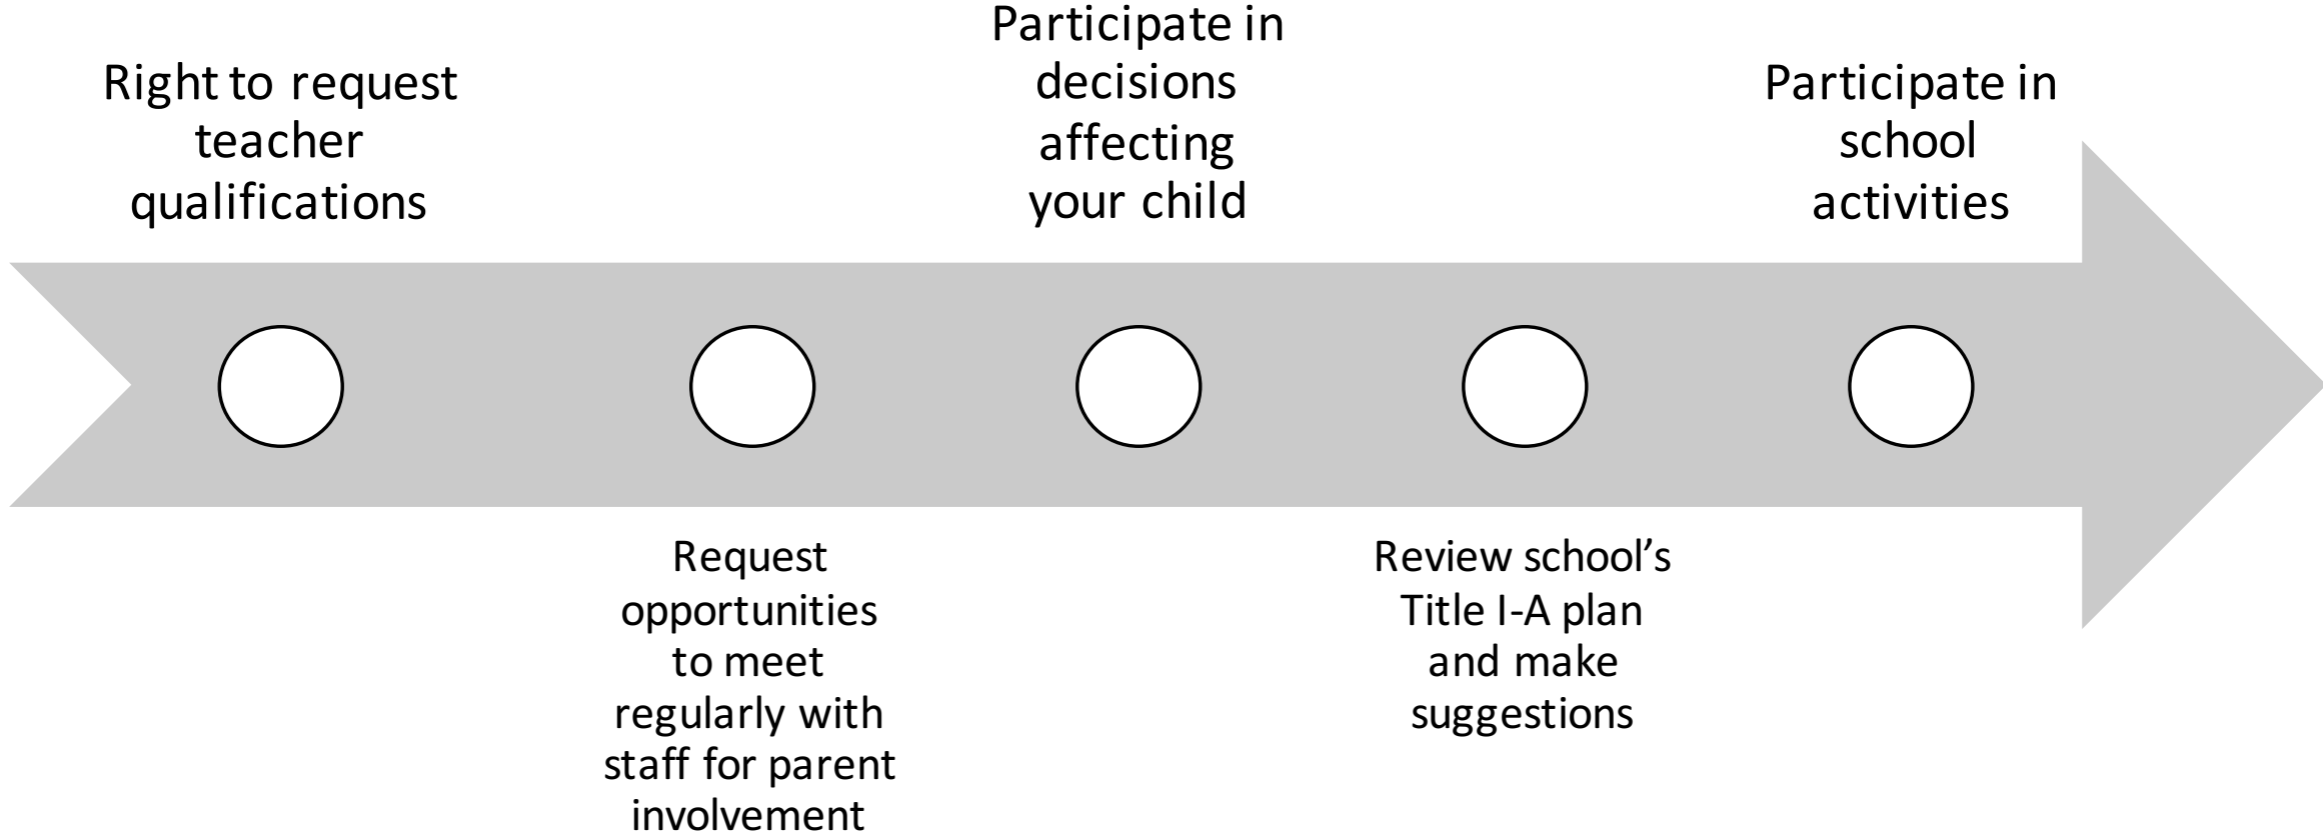 Right to request
teacher
qualifications
Request
opportunities
to meet
regularly with
staff for parent
involvement
Participate in
decisions
affecting
your child
Review school’s
Title I-A plan
and make
suggestions
Participate in
school
activities